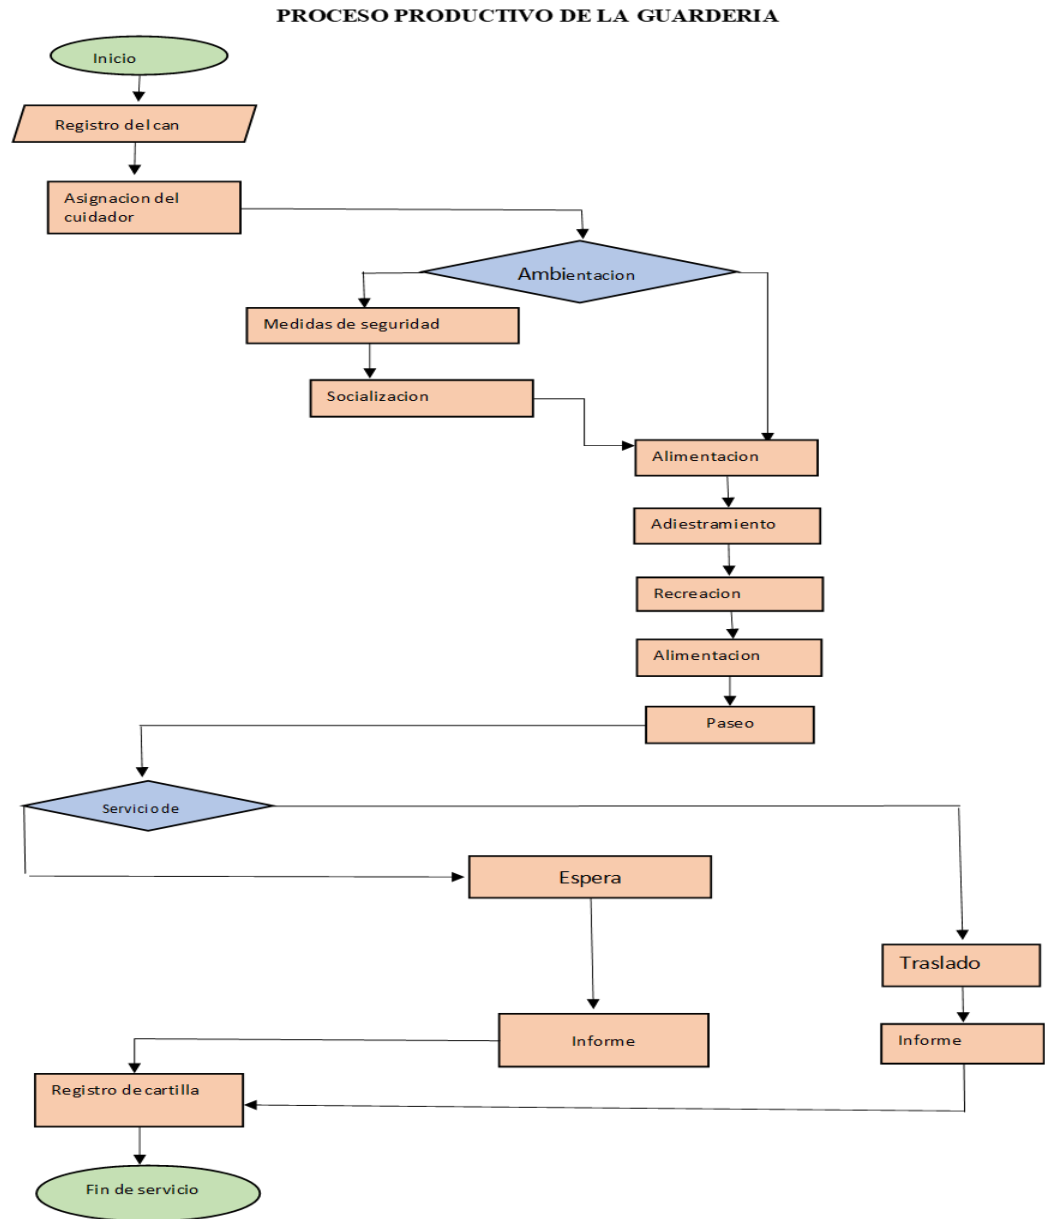 PROCESO PRODUCTIVO DE LA GUARDERIA
Inicio
Registro del can
Asignacion del
cuidador
Ambientacion
Medidas de seguridad
Socializacion
Alimentacion
Adiestramiento
Recreacion
Alimentacion
Paseo
Servicio de
Espera
Traslado
Informe
Informe
Registro de cartilla
Fin de servicio